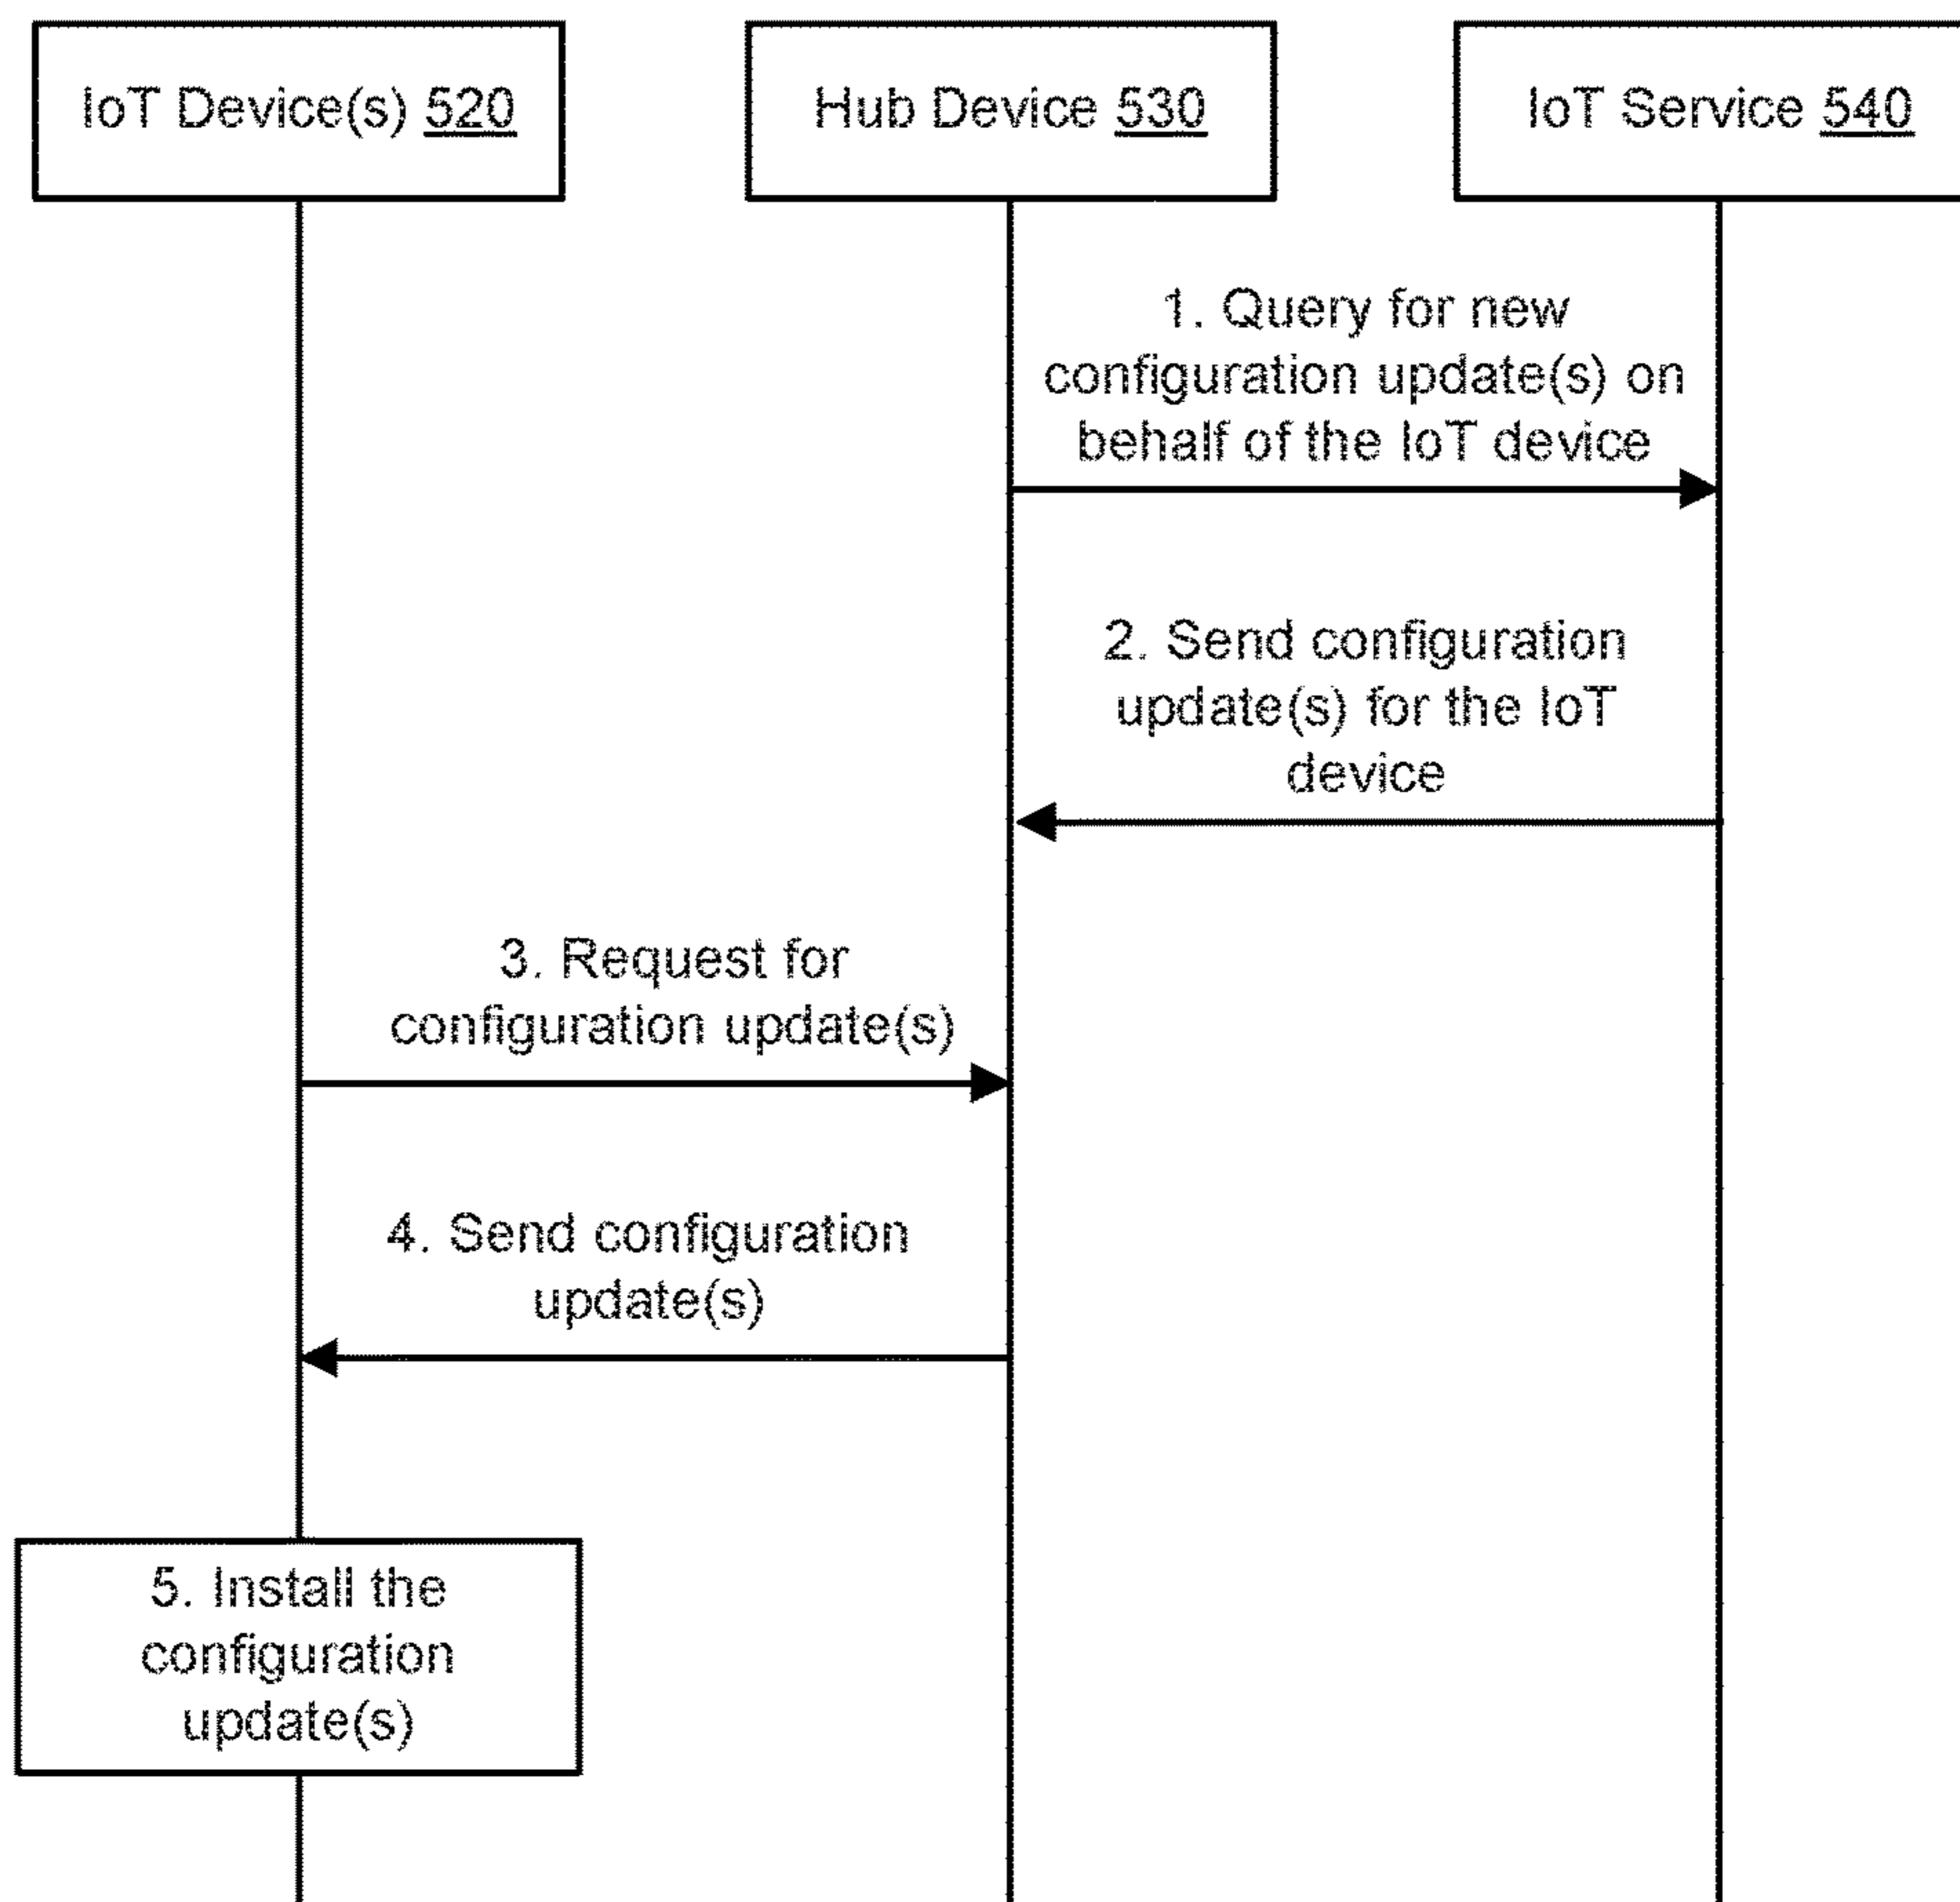 IoT Device(s) 520
Hub Device 530
IoT Service 540
1. Query for new
configuration update(s) on
behalf of the IoT device
2. Send configuration
update(s) for the IoT
device
3. Request for
configuration update(s)
4. Send configuration
update(s)
5. Install the
configuration
update(s)